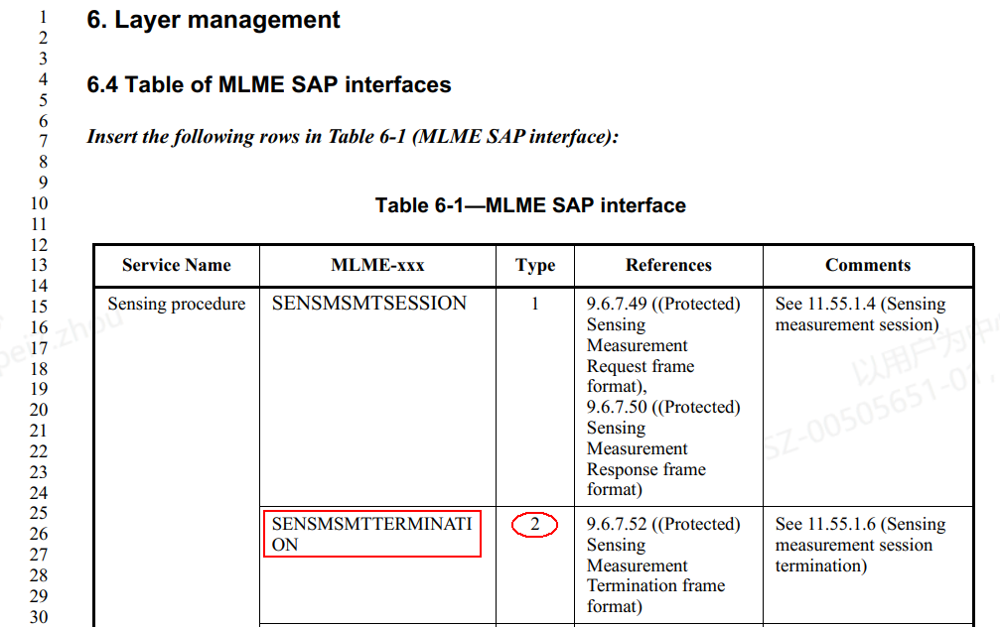 1
2
3
4
5
6
7
8
9
10
11
12
13
14
15
16
17
18
19
20
21
22
23
24
25
26
27
28
29
30
6. Layer management
6.4 Table of MLME SAP interfaces
Insert the following rows in Table 6-1 (MLME SAP interface):
Table 6-1—MLME SAP interface
Service Name MLME-xxx Type References Comments
Sensing procedure SENSMSMTSESSION 1 9.6.7.49 ((Protected) See 11.55.1.4 (Sensing
Sensing measurement session)
Measurement
Request frame
format),
9.6.7.50 ((Protected)
Sensing
Measurement
Response frame
format)
SENSMSMTTERMINATI 2 9.6.7.52 ((Protected) See 11.55.1.6 (Sensing
ON Sensing measurement session
Measurement termination)
Termination frame
format)
以用户为中
SZ-00505651-01,